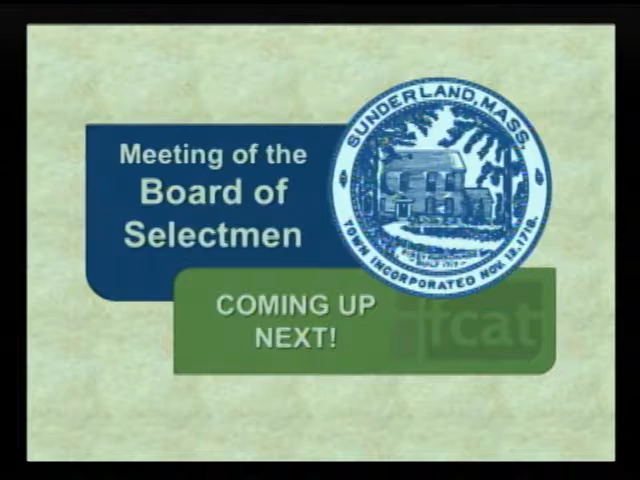 Meeting of the
Board of
Selectmen
SUNDERLAND, MASS.
TOWN INCORPORATED NOV. 12, 1718.
COMING UP
NEXT!
fcat